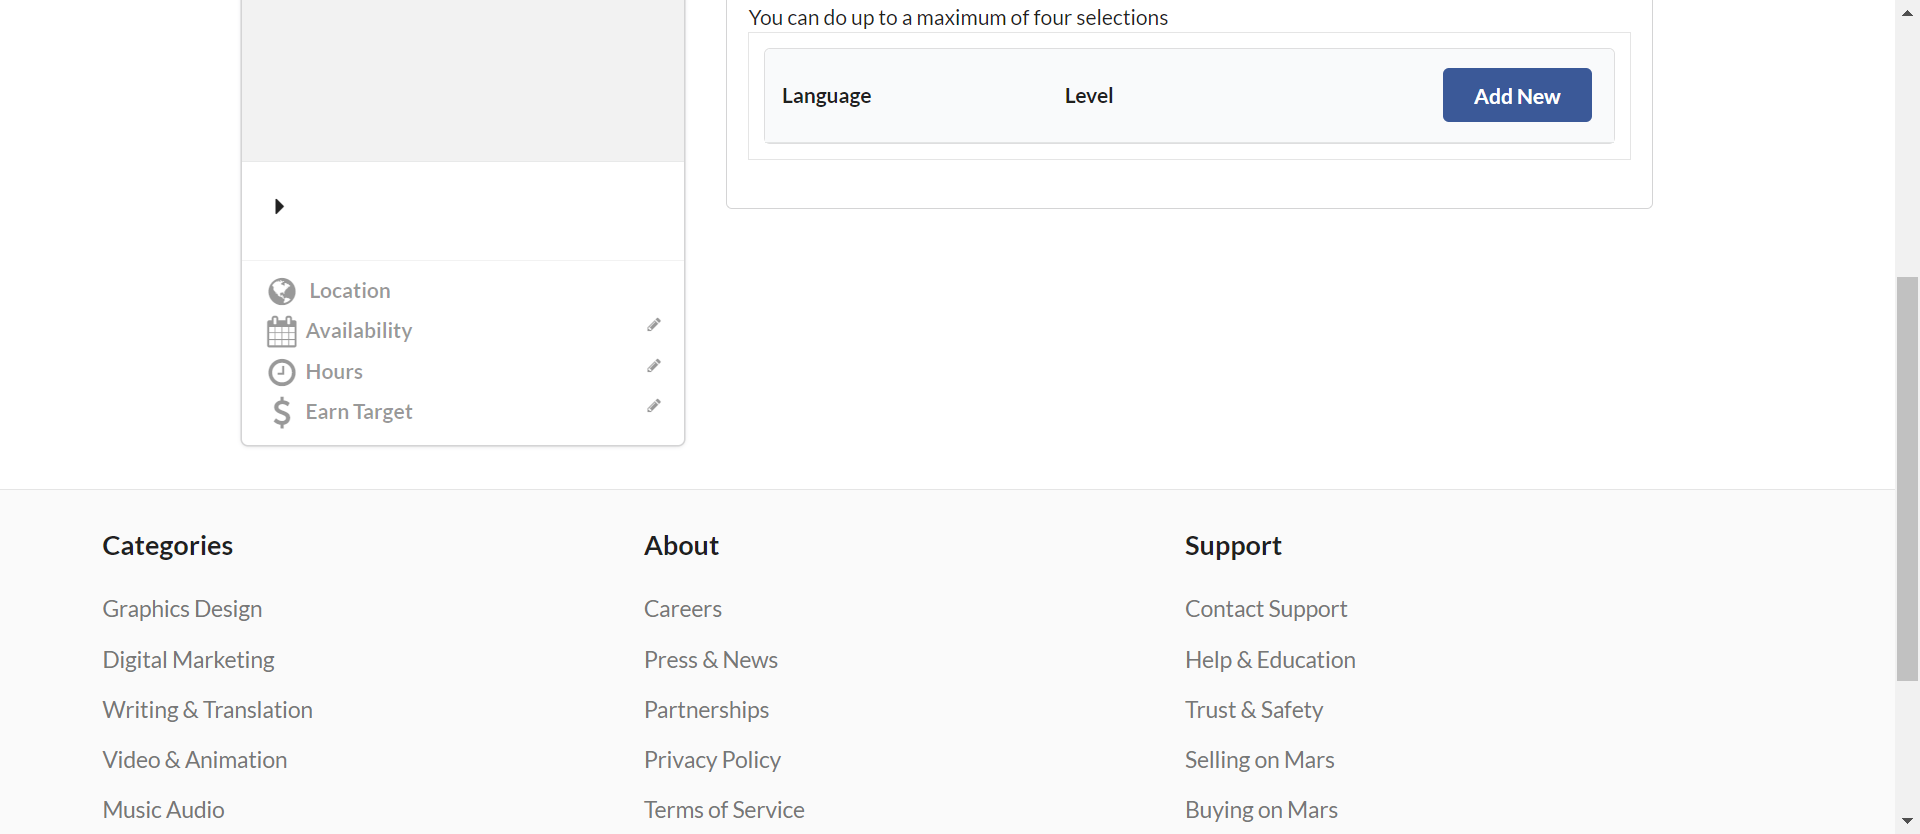 You can do up to a maximum of four selections
Language Level Add New
Location
Availability
Hours
Earn Target
Categories
Graphics Design
Digital Marketing
Writing & Translation
Video & Animation
Music Audio
About
Careers
Press & News
Partnerships
Privacy Policy
Terms of Service
Support
Contact Support
Help & Education
Trust & Safety
Selling on Mars
Buying on Mars